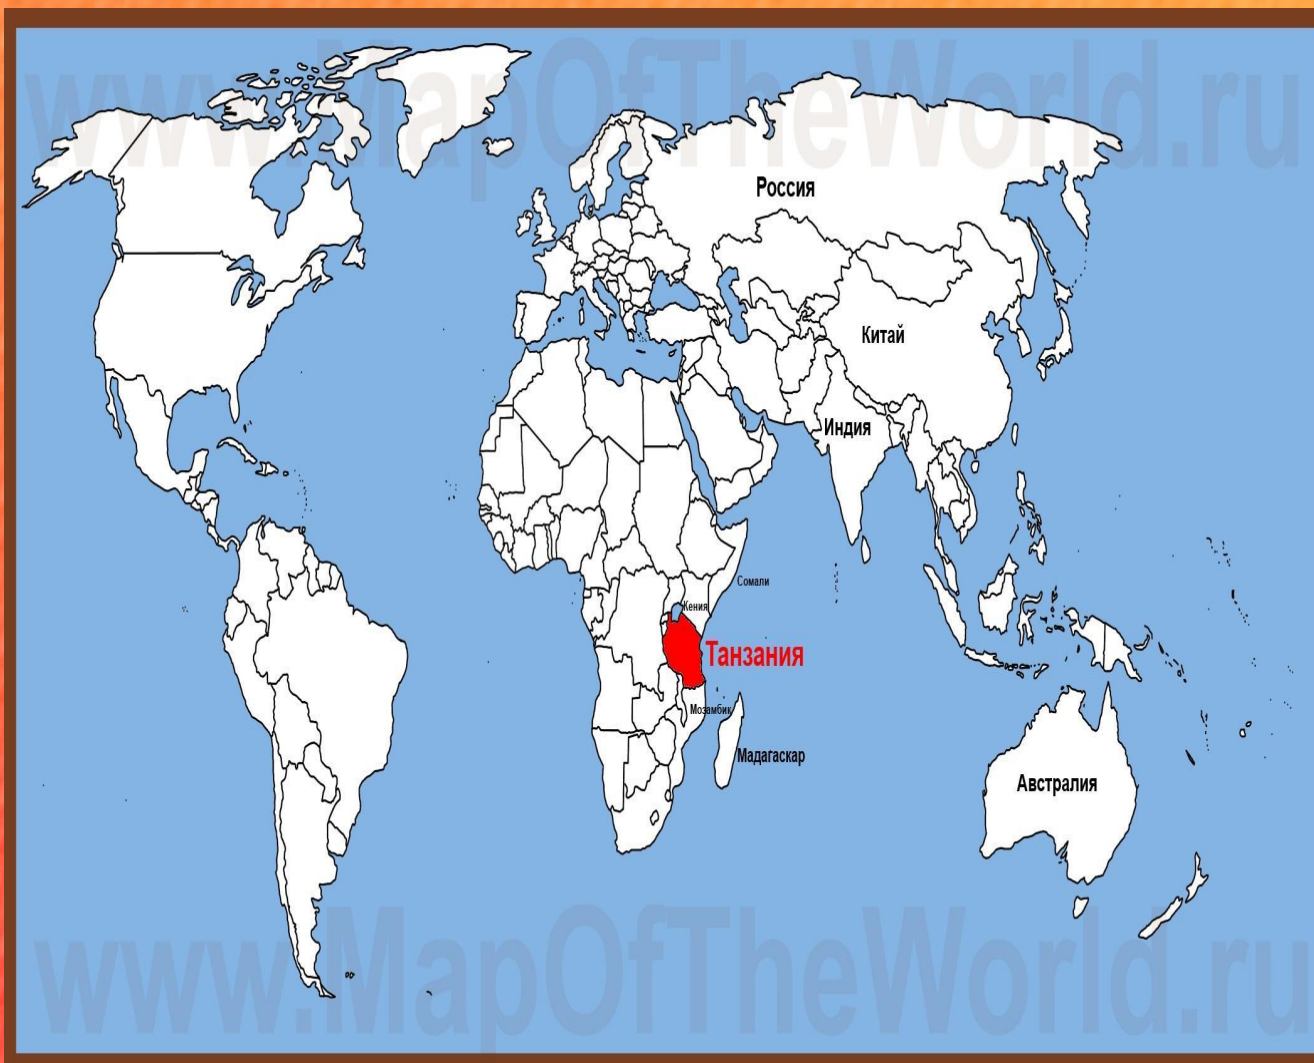 www.MapOfTheWorld.ru
Россия
Китай
Индия
Сомали
Кения
Танзания
Мозамбик
Мадагаскар
Австралия
www.MapOfTheWorld.ru